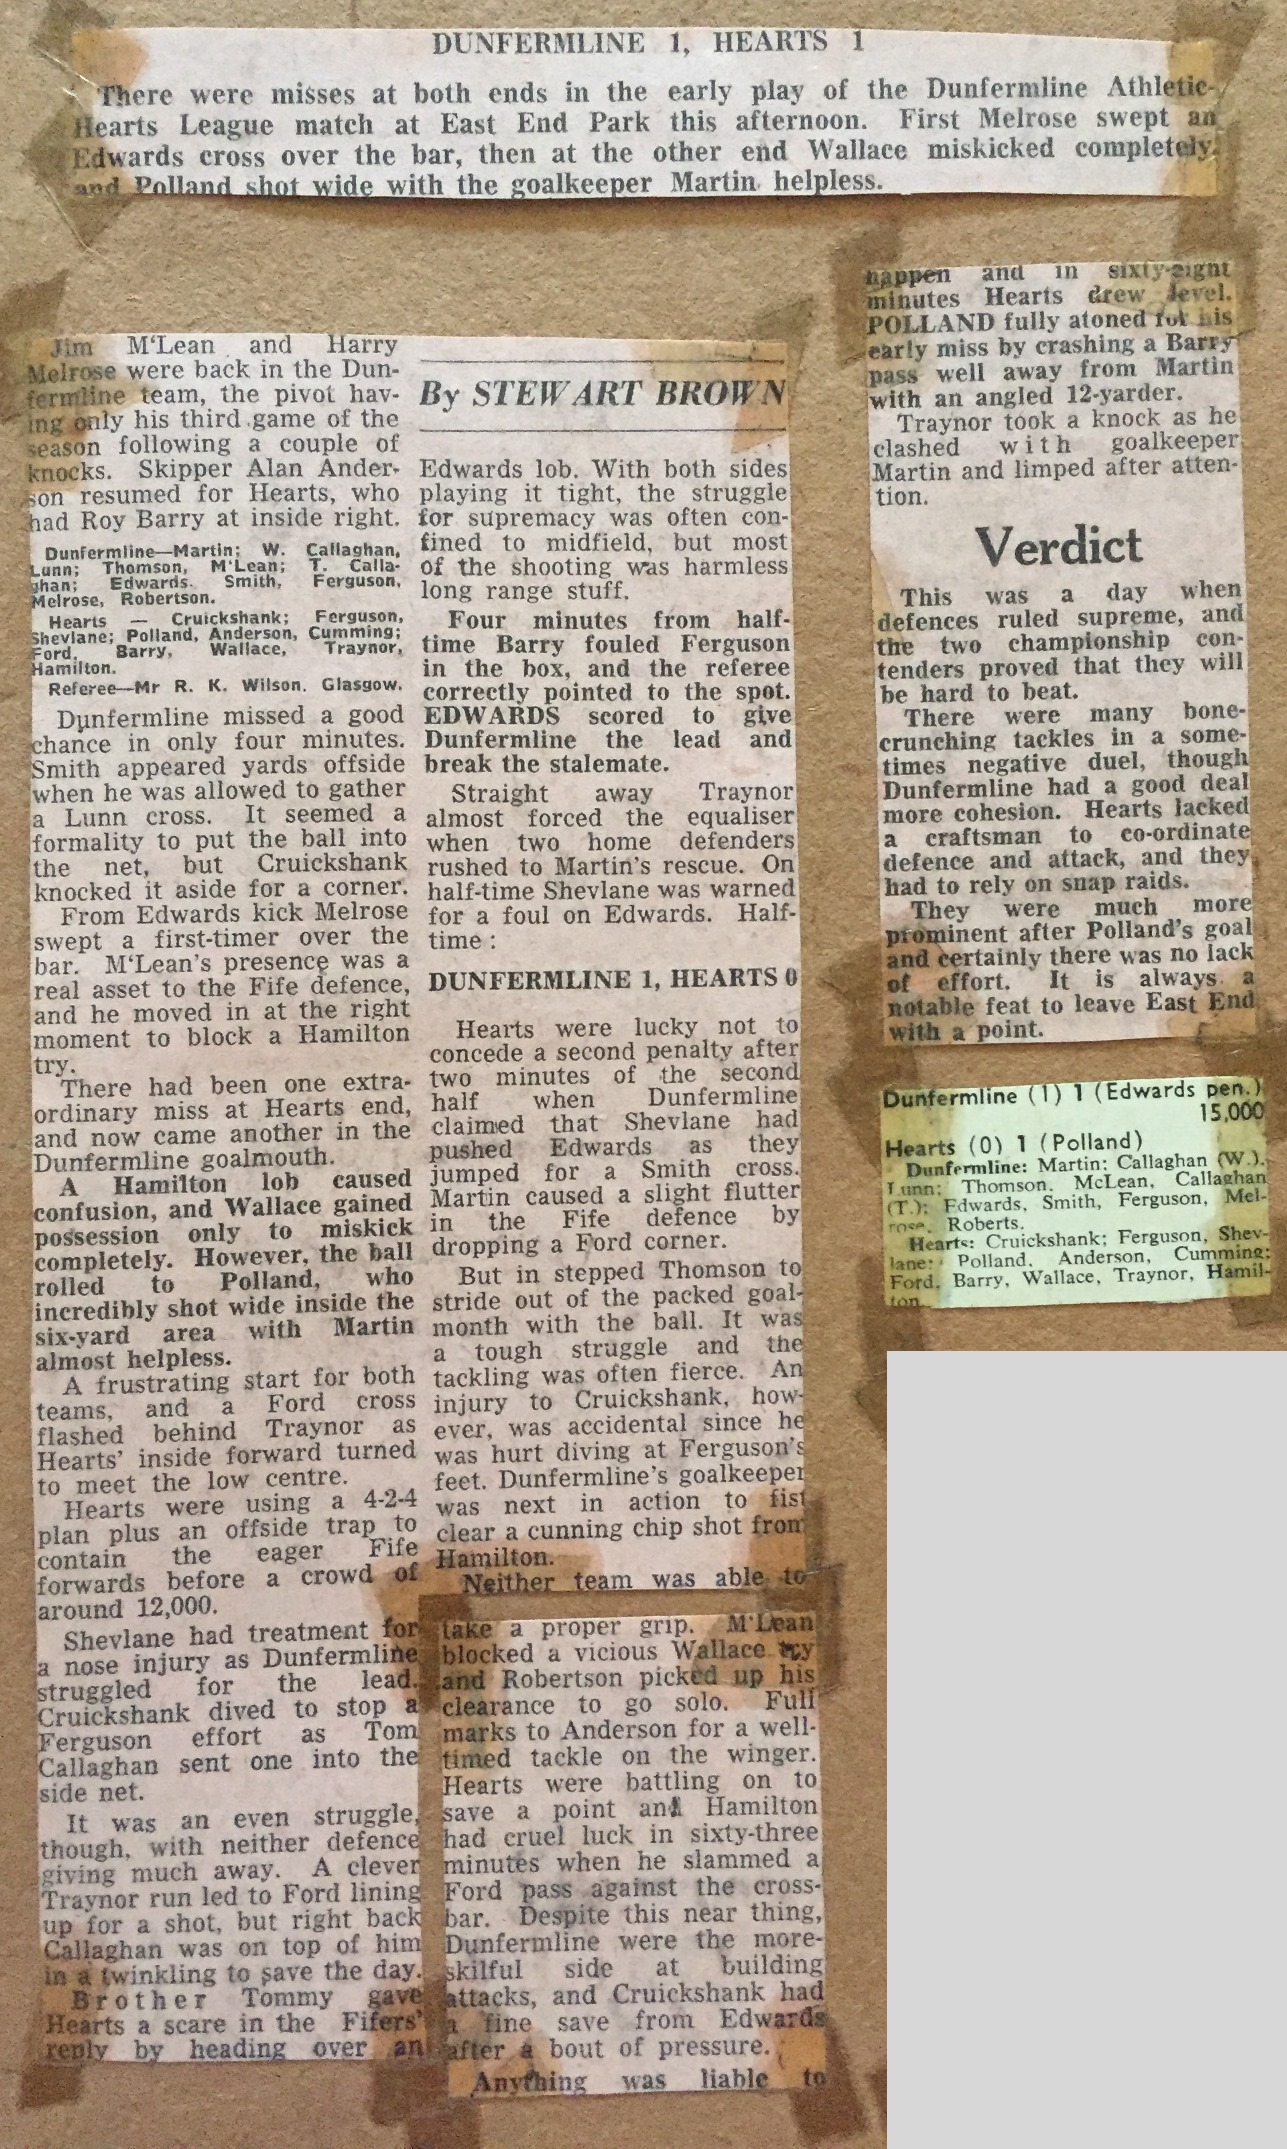 DUNFERMLINE 1, HEARTS 1
There were misses at both ends in the early play of the Dunfermline Athletic-
Hearts League match at East End Park this afternoon. First Melrose swept an
Edwards cross over the bar, then at the other end Wallace miskicked completely
and Polland shot wide with the goalkeeper Martin helpless.
Jim M'Lean and Harry
Melrose were back in the Dun-
fermline team, the pivot hav-
ing only his third game of the
season following a couple of
knocks. Skipper Alan Ander-
son resumed for Hearts, who
had Roy Barry at inside right.
Dunfermline—Martin; W. Callaghan,
Lunn; Thomson, M'Lean; T. Calla-
ghan; Edwards. Smith, Ferguson,
Melrose, Robertson.
Hearts — Cruickshank; Ferguson,
Shevlane; Polland, Anderson, Cumming;
Ford, Barry, Wallace, Traynor,
Hamilton.
Referee—Mr R. K. Wilson. Glasgow.
Dunfermline missed a good
chance in only four minutes.
Smith appeared yards offside
when he was allowed to gather
a Lunn cross. It seemed a
formality to put the ball into
the net, but Cruickshank
knocked it aside for a corner.
From Edwards kick Melrose
swept a first-timer over the
bar. M'Lean's presence was a
real asset to the Fife defence,
and he moved in at the right
moment to block a Hamilton
try.
There had been one extra-
ordinary miss at Hearts end,
and now came another in the
Dunfermline goalmouth.
A Hamilton lob caused
confusion, and Wallace gained
possession only to miskick
completely. However, the ball
rolled to Polland, who
incredibly shot wide inside the
six-yard area with Martin
almost helpless.
A frustrating start for both
teams, and a Ford cross
flashed behind Traynor as
Hearts' inside forward turned
to meet the low centre.
Hearts were using a 4-2-4
plan plus an offside trap to
contain the eager Fife
forwards before a crowd of
around 12,000.
Shevlane had treatment for
a nose injury as Dunfermline
struggled for the lead.
Cruickshank dived to stop a
Ferguson effort as Tom
Callaghan sent one into the
side net.
It was an even struggle,
though, with neither defence
giving much away. A clever
Traynor run led to Ford lining
up for a shot, but right back
Callaghan was on top of him
in a twinkling to save the day.
Brother Tommy gave
Hearts a scare in the Fifers'
reply by heading over an
By STEWART BROWN
Edwards lob. With both sides
playing it tight, the struggle
for supremacy was often con-
fined to midfield, but most
of the shooting was harmless
long range stuff.
Four minutes from half-
time Barry fouled Ferguson
in the box, and the referee
correctly pointed to the spot.
EDWARDS scored to give
Dunfermline the lead and
break the stalemate.
Straight away Traynor
almost forced the equaliser
when two home defenders
rushed to Martin's rescue. On
half-time Shevlane was warned
for a foul on Edwards. Half-
time :
DUNFERMLINE 1, HEARTS 0
Hearts were lucky not to
concede a second penalty after
two minutes of the second
half when Dunfermline
claimed that Shevlane had
pushed Edwards as they
jumped for a Smith cross.
Martin caused a slight flutter
in the Fife defence by
dropping a Ford corner.
But in stepped Thomson to
stride out of the packed goal-
month with the ball. It was
a tough struggle and the
tackling was often fierce. An
injury to Cruickshank, how-
ever, was accidental since he
was hurt diving at Ferguson's
feet. Dunfermline's goalkeeper
was next in action to fist
clear a cunning chip shot from
Hamilton.
Neither team was able to
take a proper grip. M'Lean
blocked a vicious Wallace try
and Robertson picked up his
clearance to go solo. Full
marks to Anderson for a well-
timed tackle on the winger.
Hearts were battling on to
save a point and Hamilton
had cruel luck in sixty-three
minutes when he slammed a
Ford pass against the cross-
bar. Despite this near thing,
Dunfermline were the more-
skilful side at building
attacks, and Cruickshank had
a fine save from Edwards
after a bout of pressure.
Anything was liable to
happen and in sixty-eight
minutes Hearts drew level.
POLLAND fully atoned for his
early miss by crashing a Barry
pass well away from Martin
with an angled 12-yarder.
Traynor took a knock as he
clashed with goalkeeper
Martin and limped after atten-
tion.
Verdict
This was a day when
defences ruled supreme, and
the two championship con-
tenders proved that they will
be hard to beat.
There were many bone-
crunching tackles in a some-
times negative duel, though
Dunfermline had a good deal
more cohesion. Hearts lacked
a craftsman to co-ordinate
defence and attack, and they
had to rely on snap raids.
They were much more
prominent after Polland's goal
and certainly there was no lack
of effort. It is always a
notable feat to leave East End
with a point.
Dunfermline (1) 1 (Edwards pen.)
15,000
Hearts (0) 1 (Polland)
Dunfermline: Martin; Callaghan (W.),
Lunn; Thomson, McLean, Callaghan
(T.); Edwards, Smith, Ferguson, Mel-
rose, Roberts.
Hearts: Cruickshank; Ferguson, Shev-
lane; Polland, Anderson, Cumming;
Ford, Barry, Wallace, Traynor, Hamil-
ton.